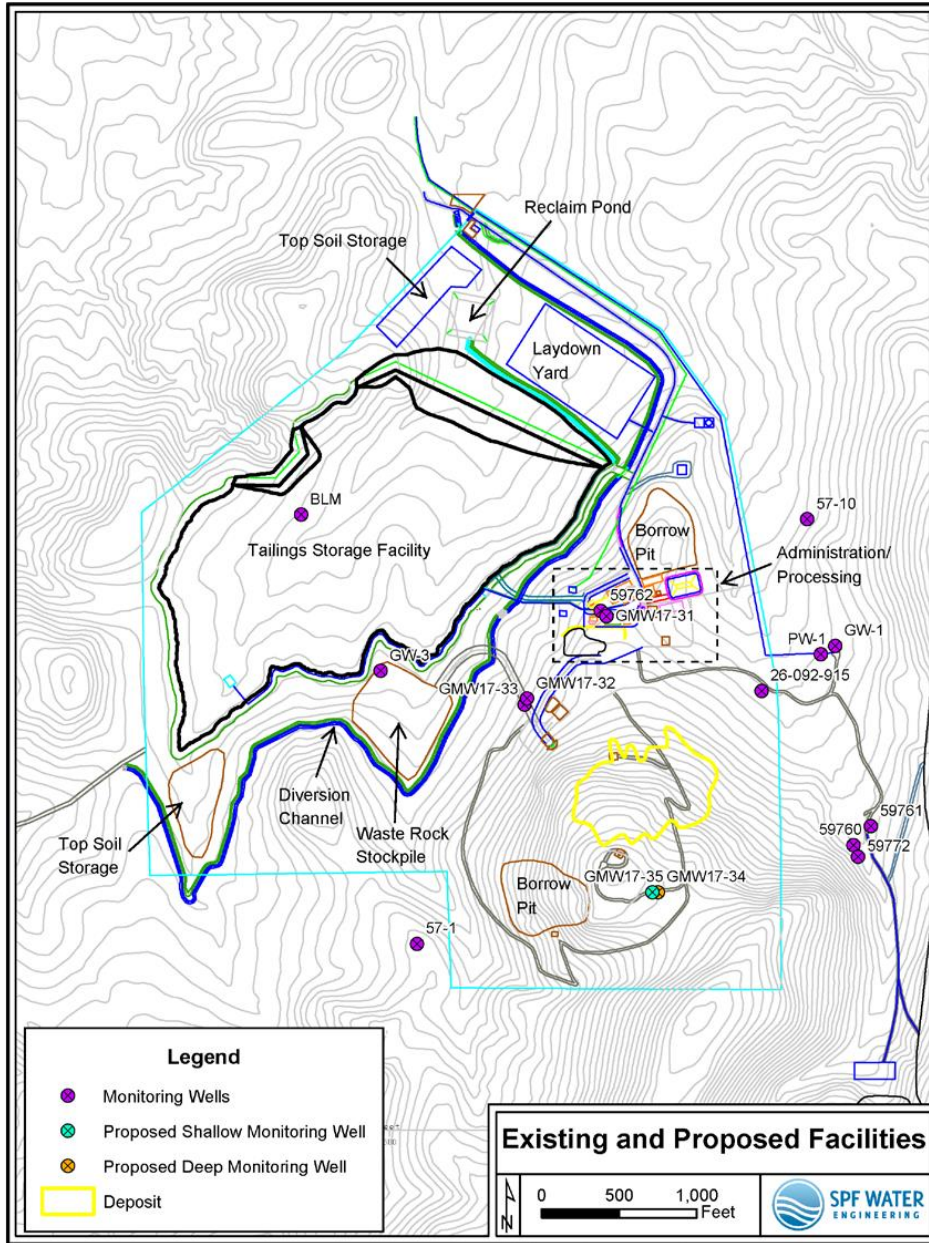 Reclaim Pond
Top Soil Storage
Laydown
Yard
BLM
57-10
Borrow
Pit
Tailings Storage Facility
Administration/
Processing
59762
GMW17-31
GW-1
PW-1
GW-3
26-092-915
GMW17-32
GMW17-33
Diversion
Channel
59761
Waste Rock
Stockpile
59760
59772
Top Soil
Storage
GMW17-35
GMW17-34
Borrow
Pit
57-1
Legend
Monitoring Wells
Proposed Shallow Monitoring Well
Proposed Deep Monitoring Well
Deposit
Existing and Proposed Facilities
N
0 500 1,000
Feet
SPF WATER
ENGINEERING